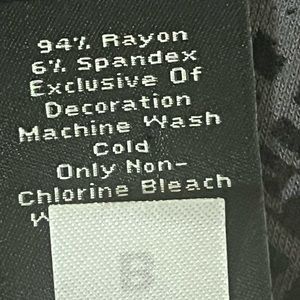 94% Rayon
6% Spandex
Exclusive Of
Decoration
Machine Wash
Cold
Only Non-
Chlorine Bleach
B